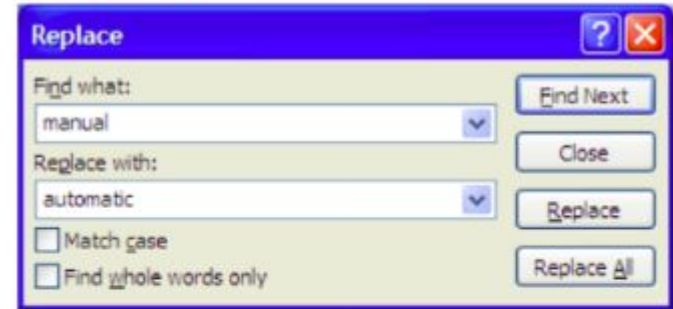 Replace
?
Find what:
manual
Find Next
Close
Replace with:
automatic
Replace
Match case
Find whole words only
Replace All